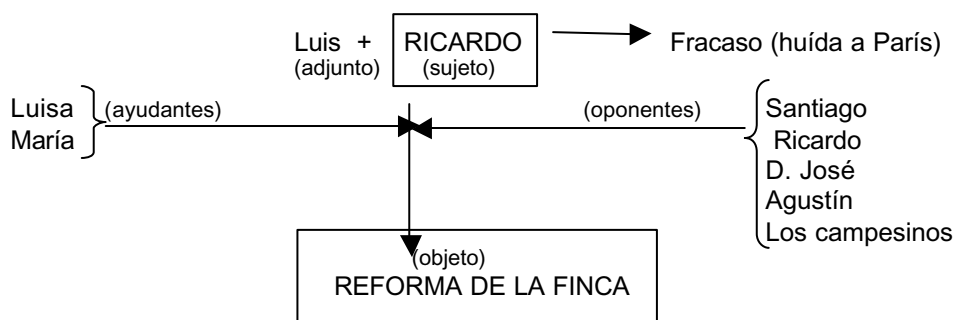 Luis + RICARDO Fracaso (huída a París)
(adjunto) (sujeto)
Luisa (ayudantes) (oponentes) Santiago
María Ricardo
D. José
Agustín
Los campesinos
(objeto)
REFORMA DE LA FINCA